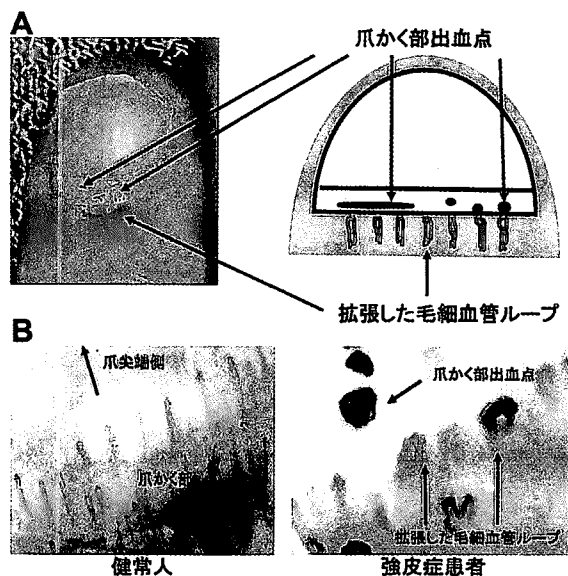 A
爪かく部出血点
拡張した毛細血管ループ
B
爪尖端側
爪かく部
爪かく部出血点
拡張した毛細血管ループ
健常人
強皮症患者